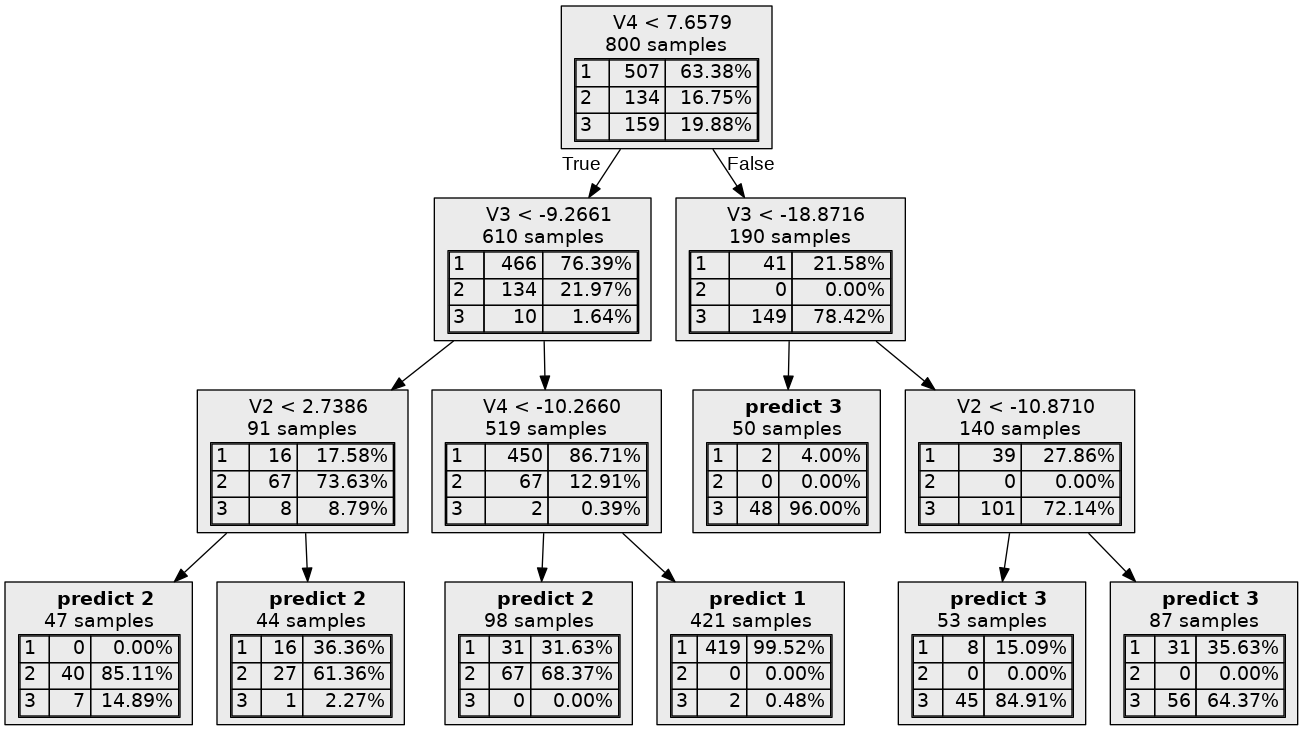 V4 < 7.6579
800 samples
1 507 63.38%
2 134 16.75%
3 159 19.88%
True False
V3 < -9.2661
610 samples
1 466 76.39%
2 134 21.97%
3 10 1.64%
V3 < -18.8716
190 samples
1 41 21.58%
2 0 0.00%
3 149 78.42%
V2 < 2.7386
91 samples
1 16 17.58%
2 67 73.63%
3 8 8.79%
V4 < -10.2660
519 samples
1 450 86.71%
2 67 12.91%
3 2 0.39%
predict 3
50 samples
1 2 4.00%
2 0 0.00%
3 48 96.00%
V2 < -10.8710
140 samples
1 39 27.86%
2 0 0.00%
3 101 72.14%
predict 2
47 samples
1 0 0.00%
2 40 85.11%
3 7 14.89%
predict 2
44 samples
1 16 36.36%
2 27 61.36%
3 1 2.27%
predict 2
98 samples
1 31 31.63%
2 67 68.37%
3 0 0.00%
predict 1
421 samples
1 419 99.52%
2 0 0.00%
3 2 0.48%
predict 3
53 samples
1 8 15.09%
2 0 0.00%
3 45 84.91%
predict 3
87 samples
1 31 35.63%
2 0 0.00%
3 56 64.37%